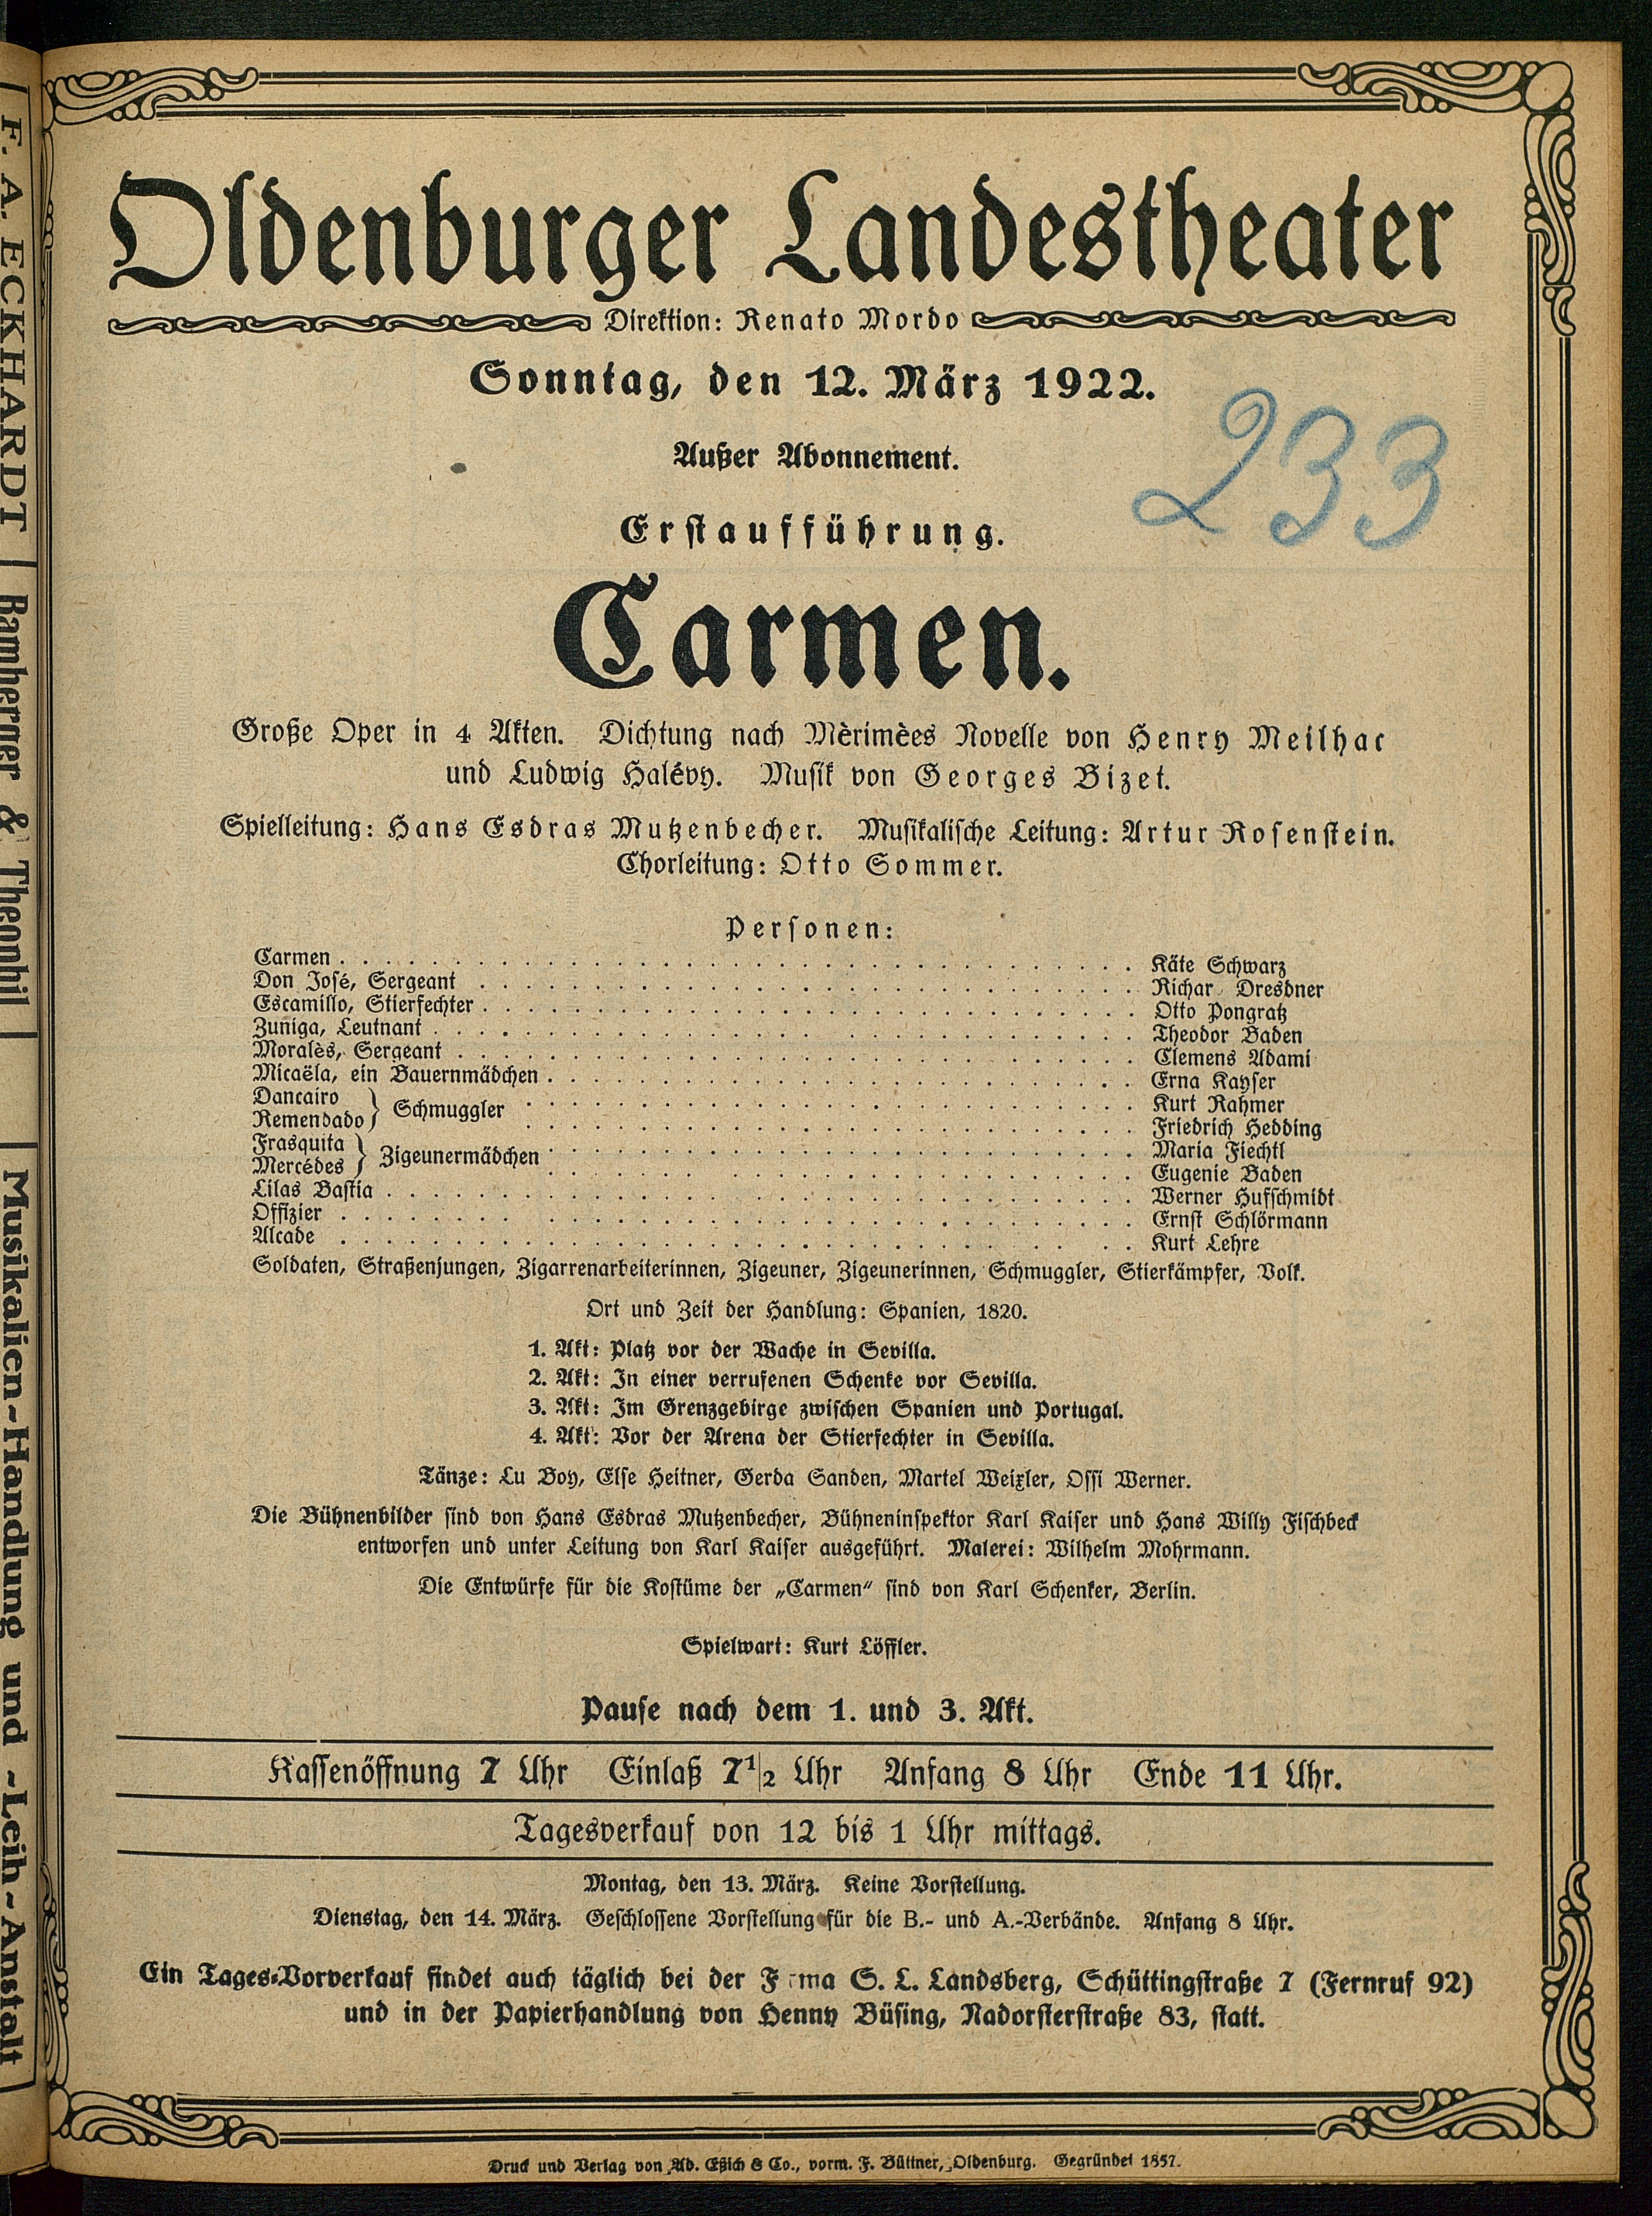 Oldenburger Landestheater
Direktion: Renato Mordo
Sonntag, den 12. März 1922.
233
Außer Abonnement.
Erstaufführung.
Carmen.
Große Oper in 4 Akten. Dichtung nach Mèrimèes Novelle von Henry Meilhac
und Ludwig Halévy. Musik von Georges Bizet.
Spielleitung: Hans Esdras Mutzenbecher. Musikalische Leitung: Artur Rosenstein.
Chorleitung: Otto Sommer.
Personen:
Carmen . . . . . Käte Schwarz
Don José, Sergeant . . . . . Richar Dresdner
Escamillo, Stierfechter . . . . . Otto Pongratz
Zuniga, Leutnant . . . . . Theodor Baden
Moralès, Sergeant . . . . . Clemens Adami
Micaëla, ein Bauernmädchen . . . . . Erna Kayser
Dancairo } Schmuggler . . . . . Kurt Rahmer
Remendado } . . . . . Friedrich Hedding
Frasquita } Zigeunermädchen . . . . . Maria Fiechtl
Mercédes } . . . . . Eugenie Baden
Lilas Bastia . . . . . Werner Hufschmidt
Offizier . . . . . Ernst Schlörmann
Alcade . . . . . Kurt Lehre
Soldaten, Straßenjungen, Zigarrenarbeiterinnen, Zigeuner, Zigeunerinnen, Schmuggler, Stierkämpfer, Volk.
Ort und Zeit der Handlung: Spanien, 1820.
1. Akt: Platz vor der Wache in Sevilla.
2. Akt: In einer verrufenen Schenke vor Sevilla.
3. Akt: Im Grenzgebirge zwischen Spanien und Portugal.
4. Akt: Vor der Arena der Stierfechter in Sevilla.
Tänze: Lu Boy, Else Heitner, Gerda Sanden, Martel Weixler, Ossi Werner.
Die Bühnenbilder sind von Hans Esdras Mutzenbecher, Bühneninspektor Karl Kaiser und Hans Willy Fischbeck
entworfen und unter Leitung von Karl Kaiser ausgeführt. Malerei: Wilhelm Mohrmann.
Die Entwürfe für die Kostüme der „Carmen" sind von Karl Schenker, Berlin.
Spielwart: Kurt Löffler.
Pause nach dem 1. und 3. Akt.
Kassenöffnung 7 Uhr Einlaß 7 1/2 Uhr Anfang 8 Uhr Ende 11 Uhr.
Tagesverkauf von 12 bis 1 Uhr mittags.
Montag, den 13. März. Keine Vorstellung.
Dienstag, den 14. März. Geschlossene Vorstellung für die B.- und A.-Verbände. Anfang 8 Uhr.
Ein Tages-Vorverkauf findet auch täglich bei der F rma S. L. Landsberg, Schüttingstraße 7 (Fernruf 92)
und in der Papierhandlung von Henny Büsing, Nadorsterstraße 83, statt.
Druck und Verlag von Ad. Eßich & Co., vorm. F. Büttner, Oldenburg. Gegründet 1857.
F. A. ECKHARDT
Bamberger & Theophil
Musikalien-Handlung und -Leih-Anstalt